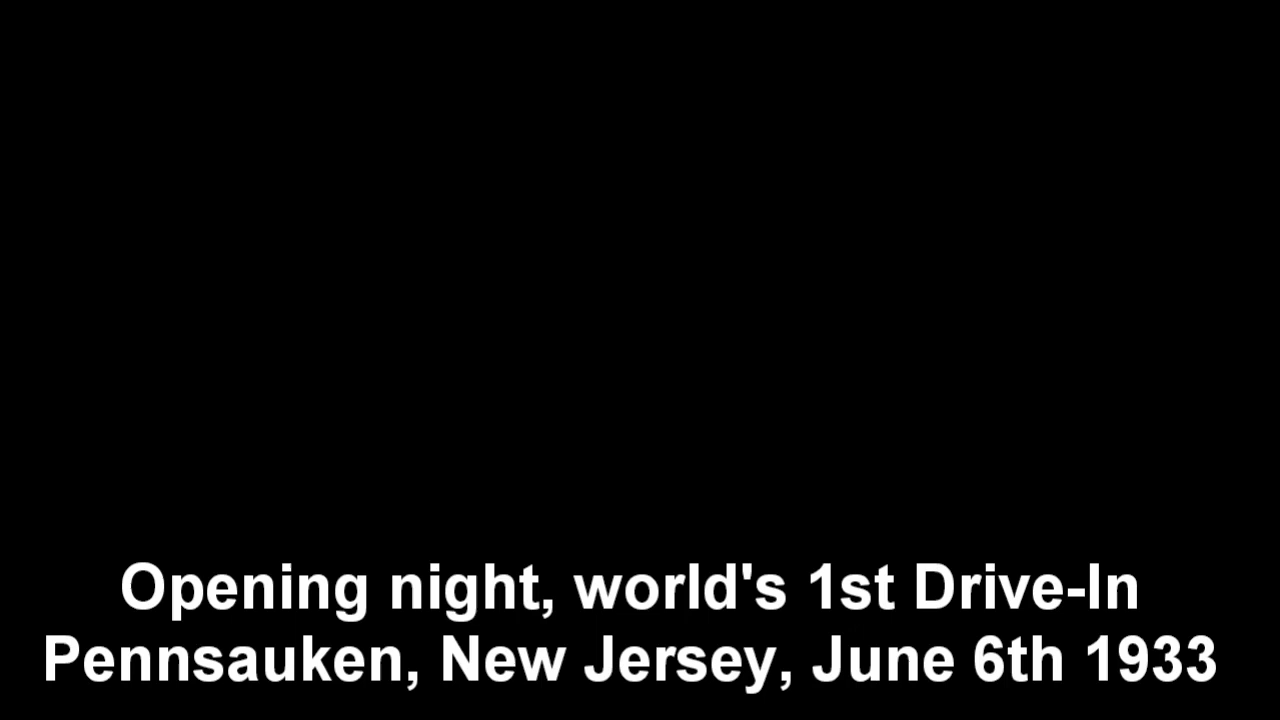 Opening night, world's 1st Drive-In
Pennsauken, New Jersey, June 6th 1933